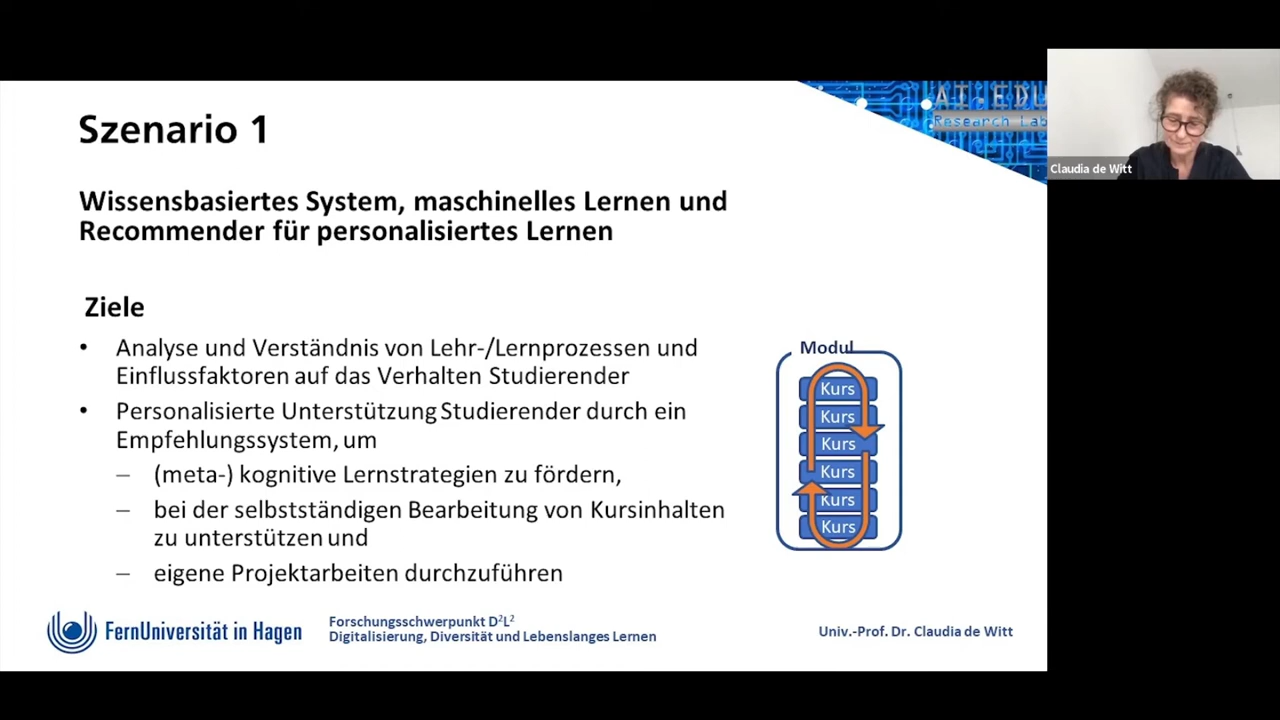 AI.EDU
Research Lab
Claudia de Witt
Szenario 1
Wissensbasiertes System, maschinelles Lernen und
Recommender für personalisiertes Lernen
Ziele
• Analyse und Verständnis von Lehr-/Lernprozessen und
Einflussfaktoren auf das Verhalten Studierender
• Personalisierte Unterstützung Studierender durch ein
Empfehlungssystem, um
– (meta-) kognitive Lernstrategien zu fördern,
– bei der selbstständigen Bearbeitung von Kursinhalten
zu unterstützen und
– eigene Projektarbeiten durchzuführen
Modul
Kurs
Kurs
Kurs
Kurs
Kurs
Kurs
FernUniversität in Hagen
Forschungsschwerpunkt D²L²
Digitalisierung, Diversität und Lebenslanges Lernen
Univ.-Prof. Dr. Claudia de Witt